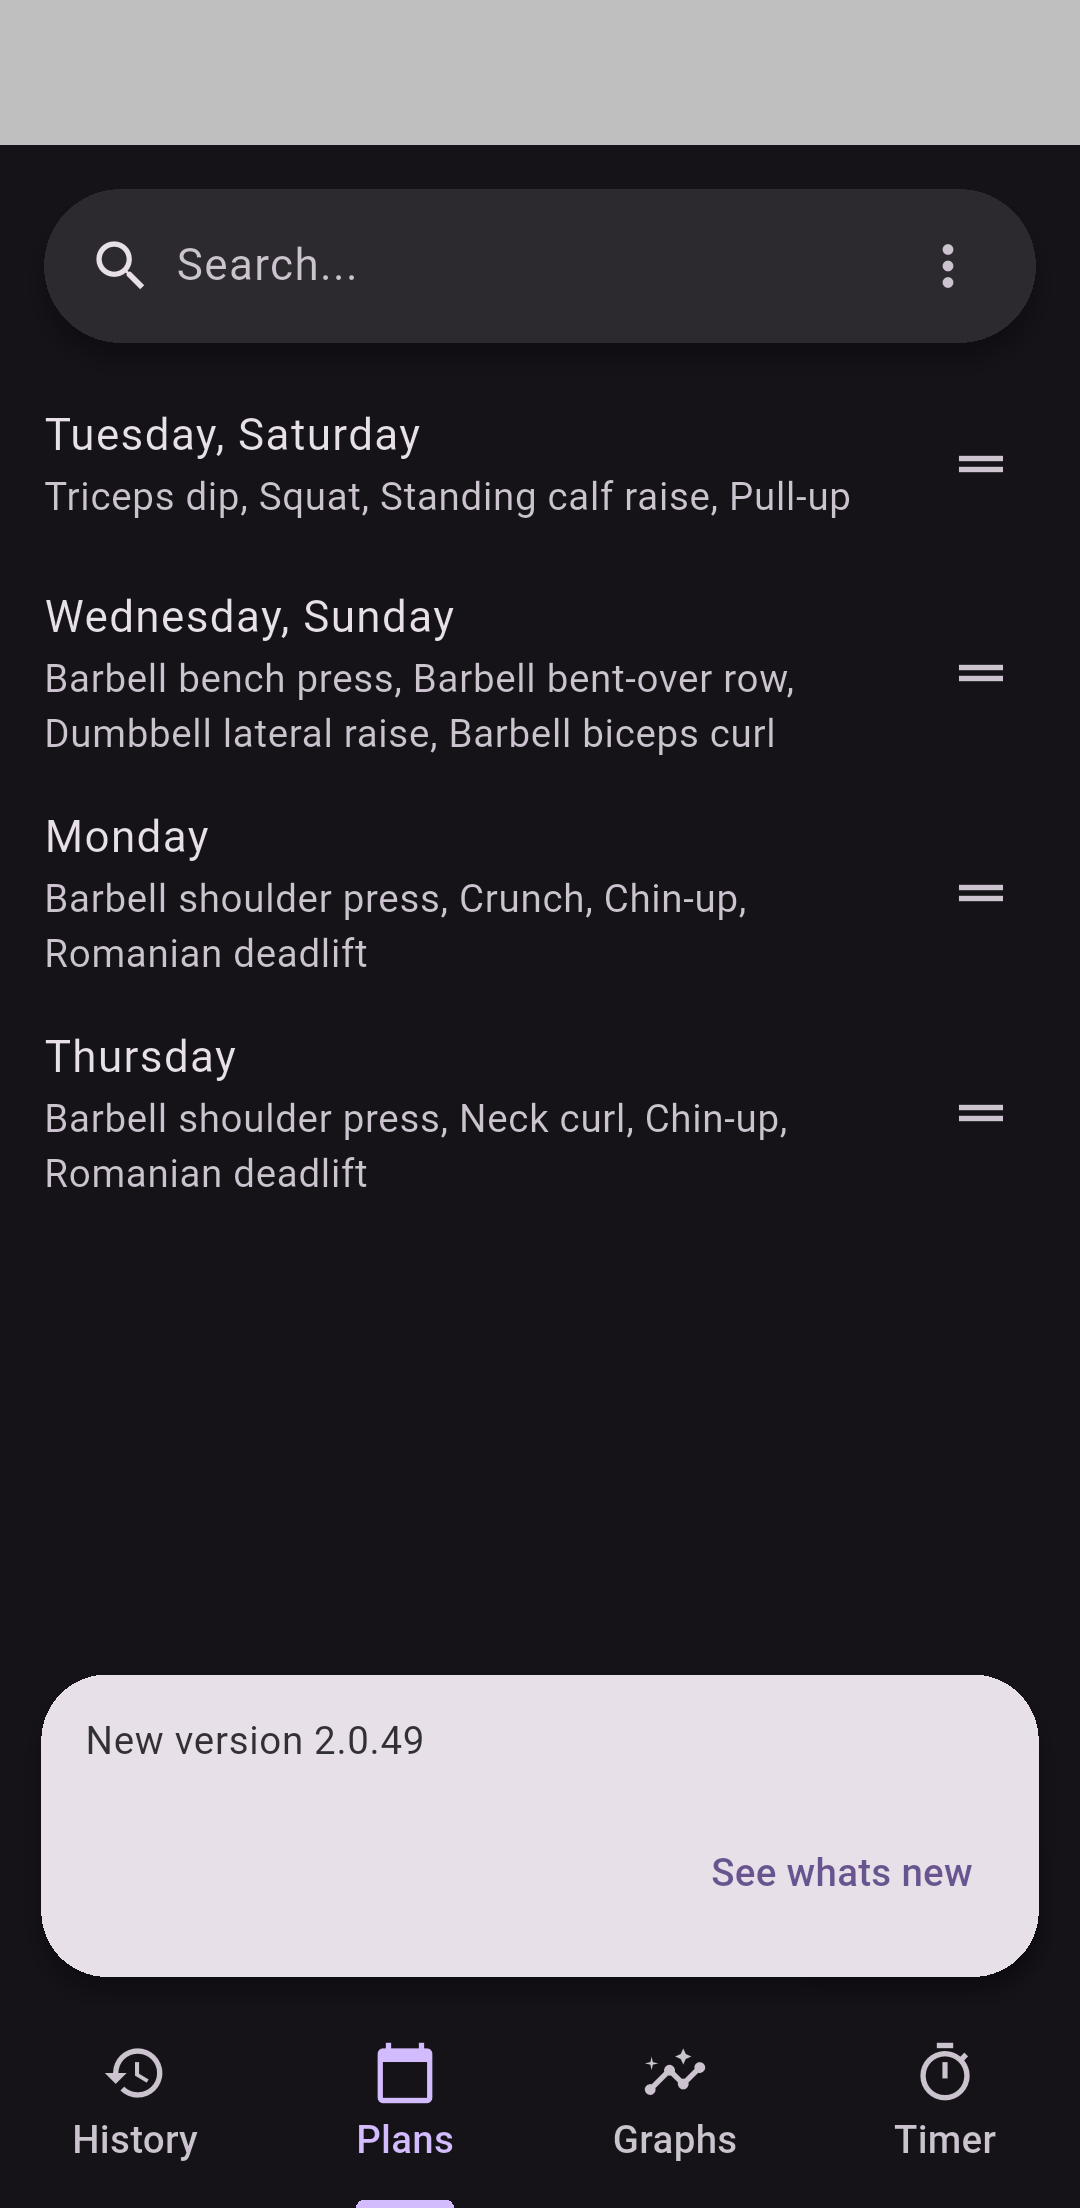 Search...
Tuesday, Saturday
Triceps dip, Squat, Standing calf raise, Pull-up
Wednesday, Sunday
Barbell bench press, Barbell bent-over row,
Dumbbell lateral raise, Barbell biceps curl
Monday
Barbell shoulder press, Crunch, Chin-up,
Romanian deadlift
Thursday
Barbell shoulder press, Neck curl, Chin-up,
Romanian deadlift
New version 2.0.49
See whats new
History
Plans
Graphs
Timer